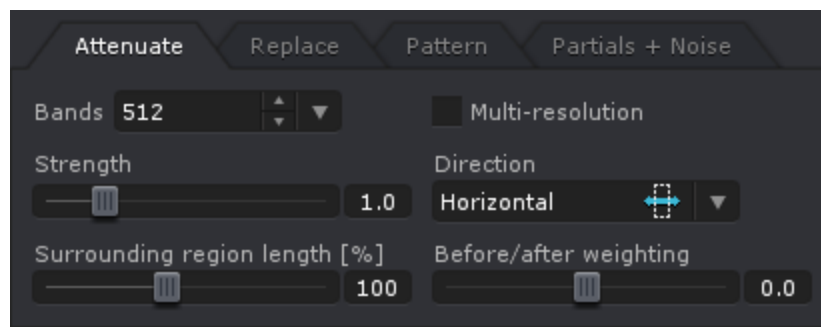 Attenuate Replace Pattern Partials + Noise
Bands 512 Multi-resolution
Strength Direction
1.0 Horizontal
Surrounding region length [%] Before/after weighting
100 0.0